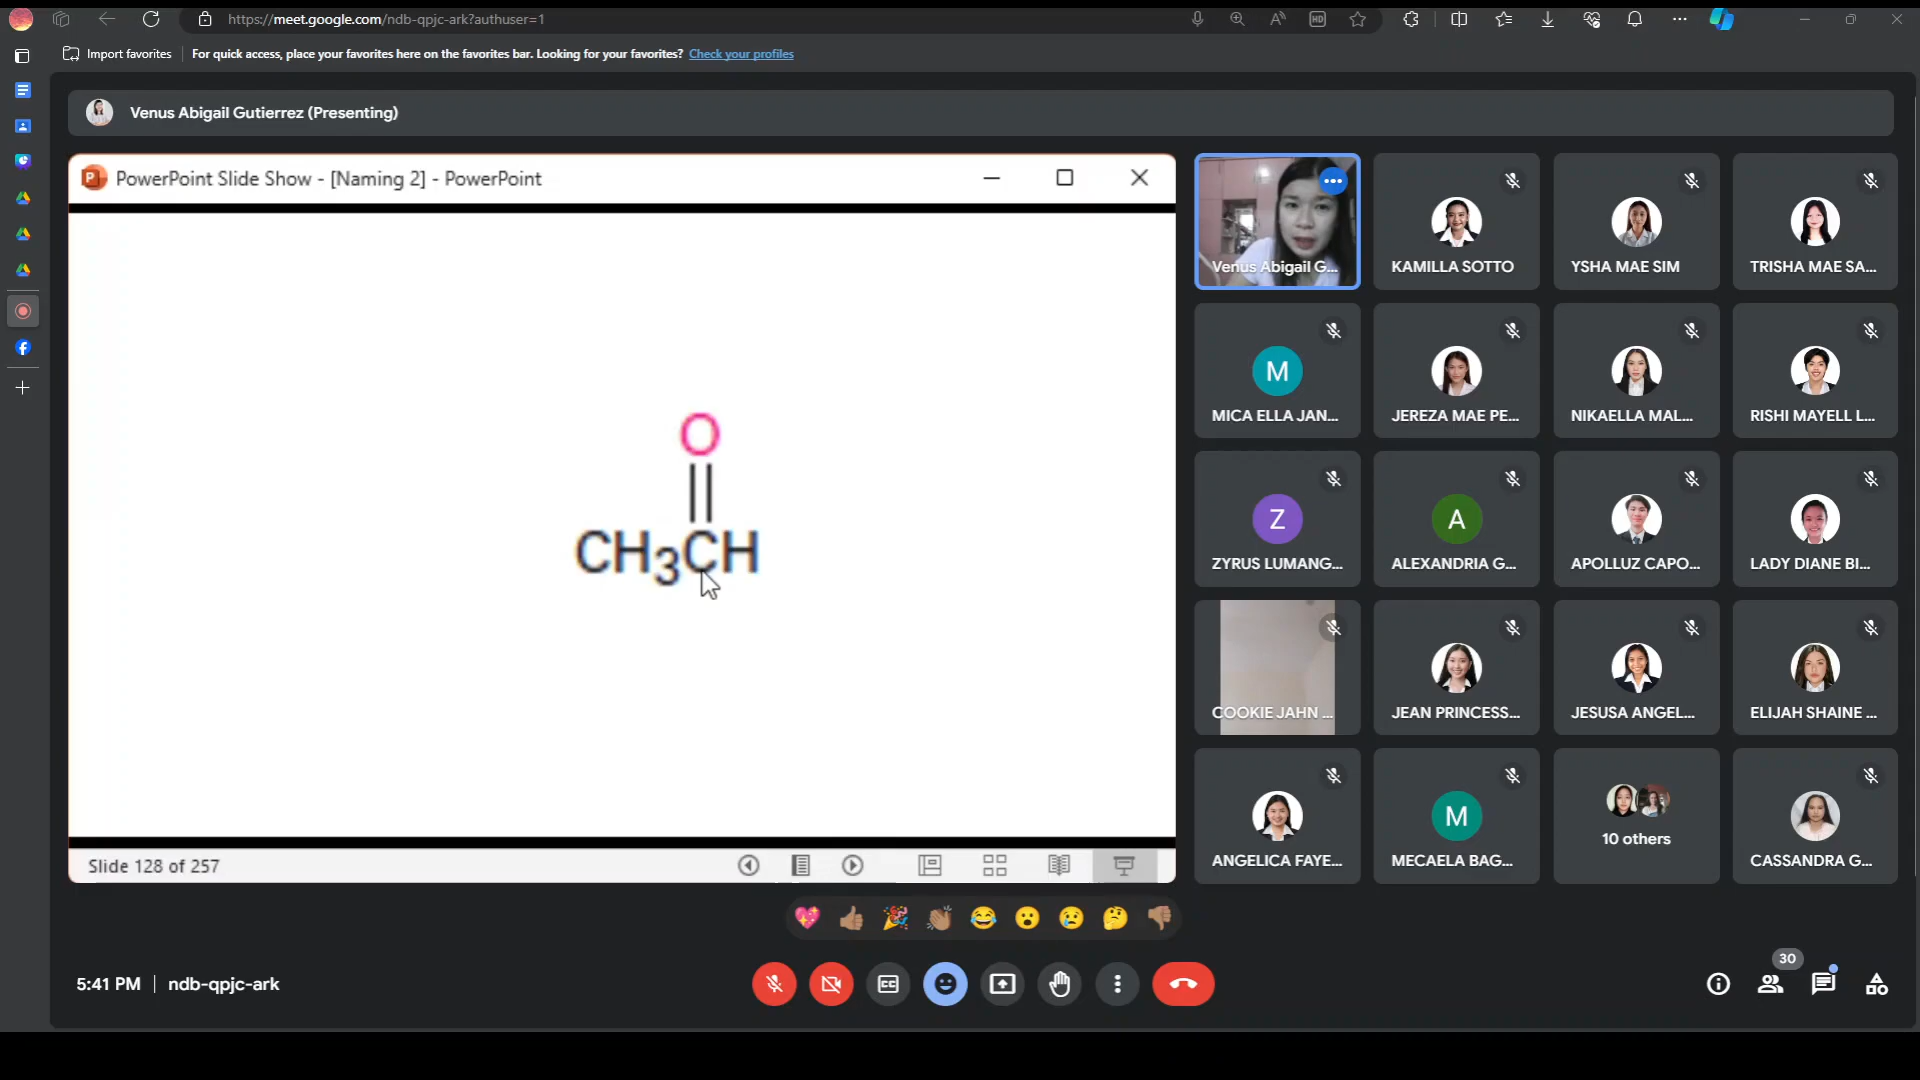 https://meet.google.com/ndb-qpjc-ark?authuser=1
Import favorites
For quick access, place your favorites here on the favorites bar. Looking for your favorites? Check your profiles
Venus Abigail Gutierrez (Presenting)
PowerPoint Slide Show - [Naming 2] - PowerPoint
O
CH3CH
Slide 128 of 257
Venus Abigail G...
KAMILLA SOTTO
YSHA MAE SIM
TRISHA MAE SA...
M
MICA ELLA JAN...
JEREZA MAE PE...
NIKAELLA MAL...
RISHI MAYELL L...
Z
ZYRUS LUMANG...
A
ALEXANDRIA G...
APOLLUZ CAPO...
LADY DIANE BI...
COOKIE JAHN ...
JEAN PRINCESS...
JESUSA ANGEL...
ELIJAH SHAINE ...
ANGELICA FAYE...
M
MECAELA BAG...
10 others
CASSANDRA G...
5:41 PM | ndb-qpjc-ark
CC
30